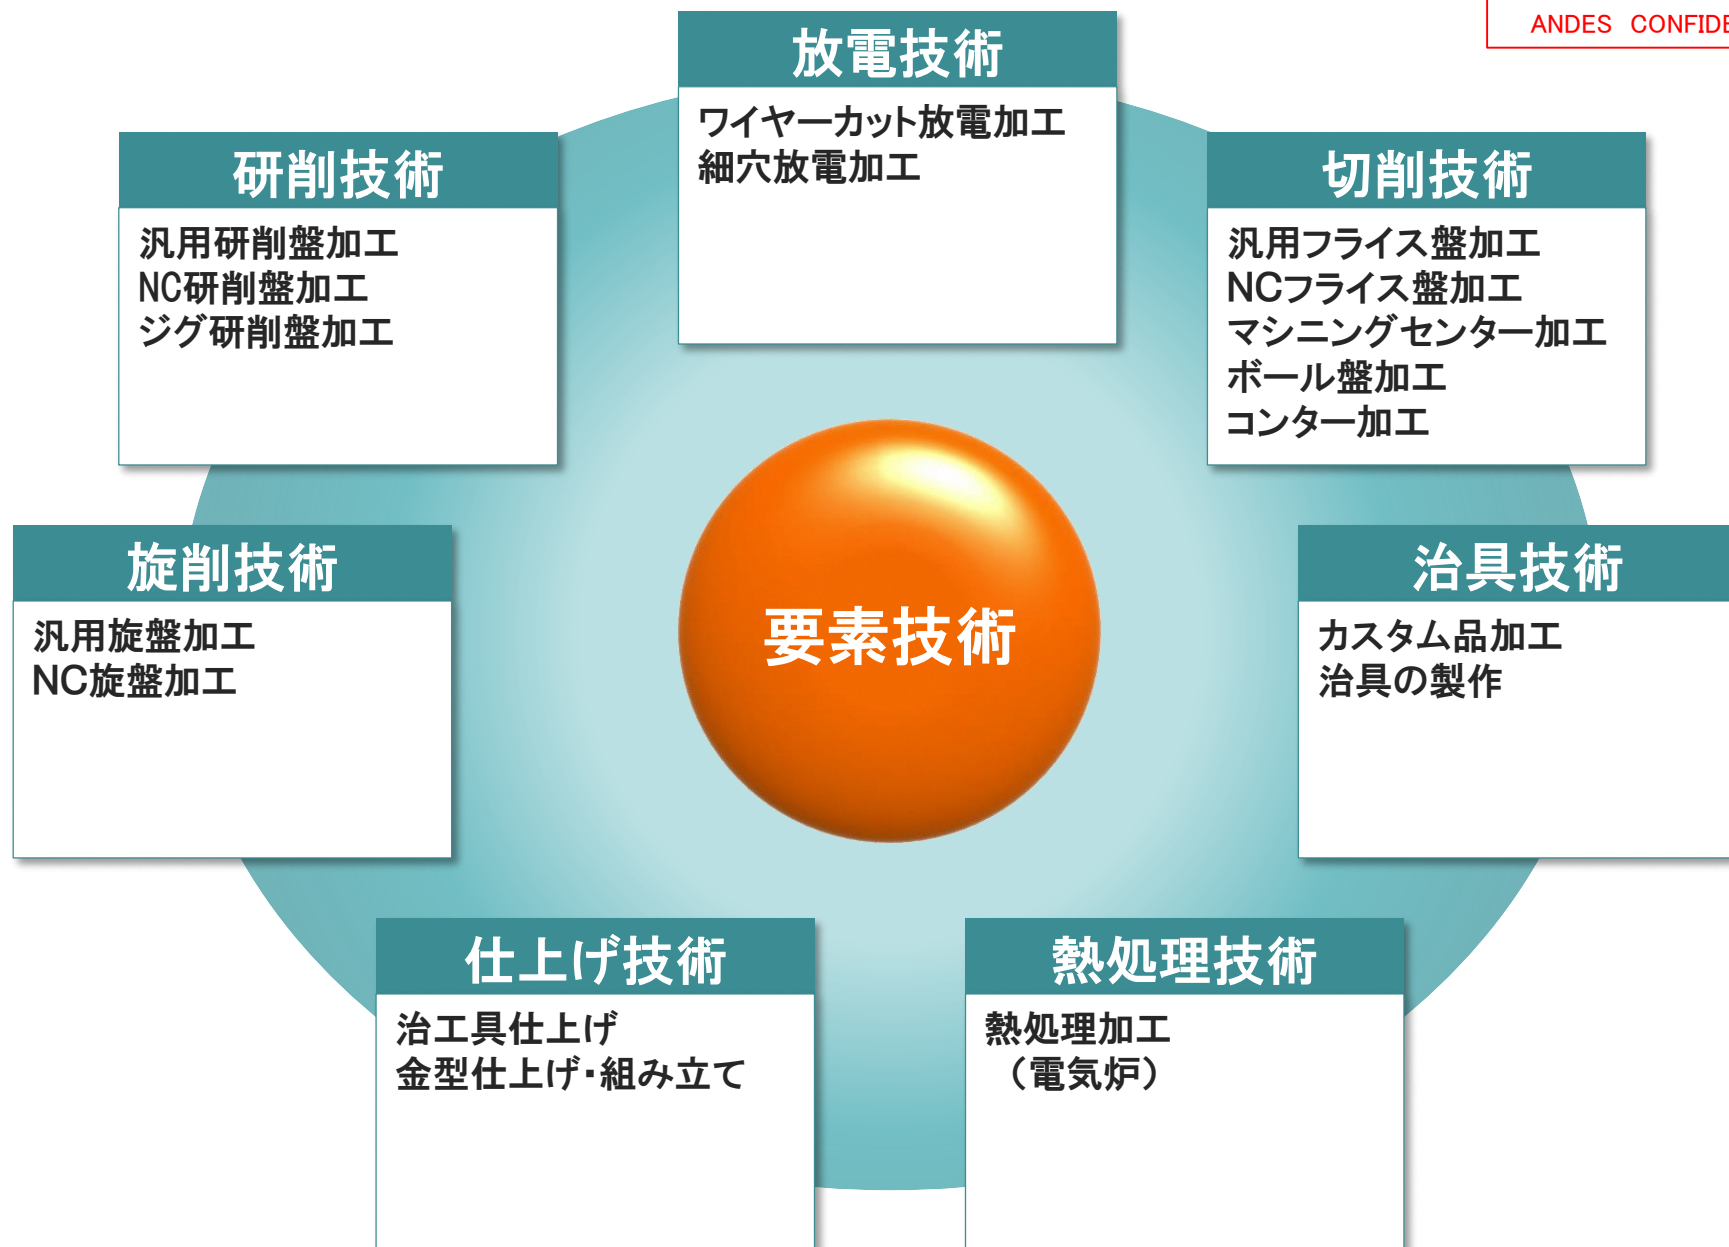 ANDES CONFIDE
放電技術
ワイヤーカット放電加工
細穴放電加工
研削技術
汎用研削盤加工
NC研削盤加工
ジグ研削盤加工
切削技術
汎用フライス盤加工
NCフライス盤加工
マシニングセンター加工
ボール盤加工
コンター加工
旋削技術
汎用旋盤加工
NC旋盤加工
要素技術
治具技術
カスタム品加工
治具の製作
仕上げ技術
治工具仕上げ
金型仕上げ・組み立て
熱処理技術
熱処理加工
（電気炉）